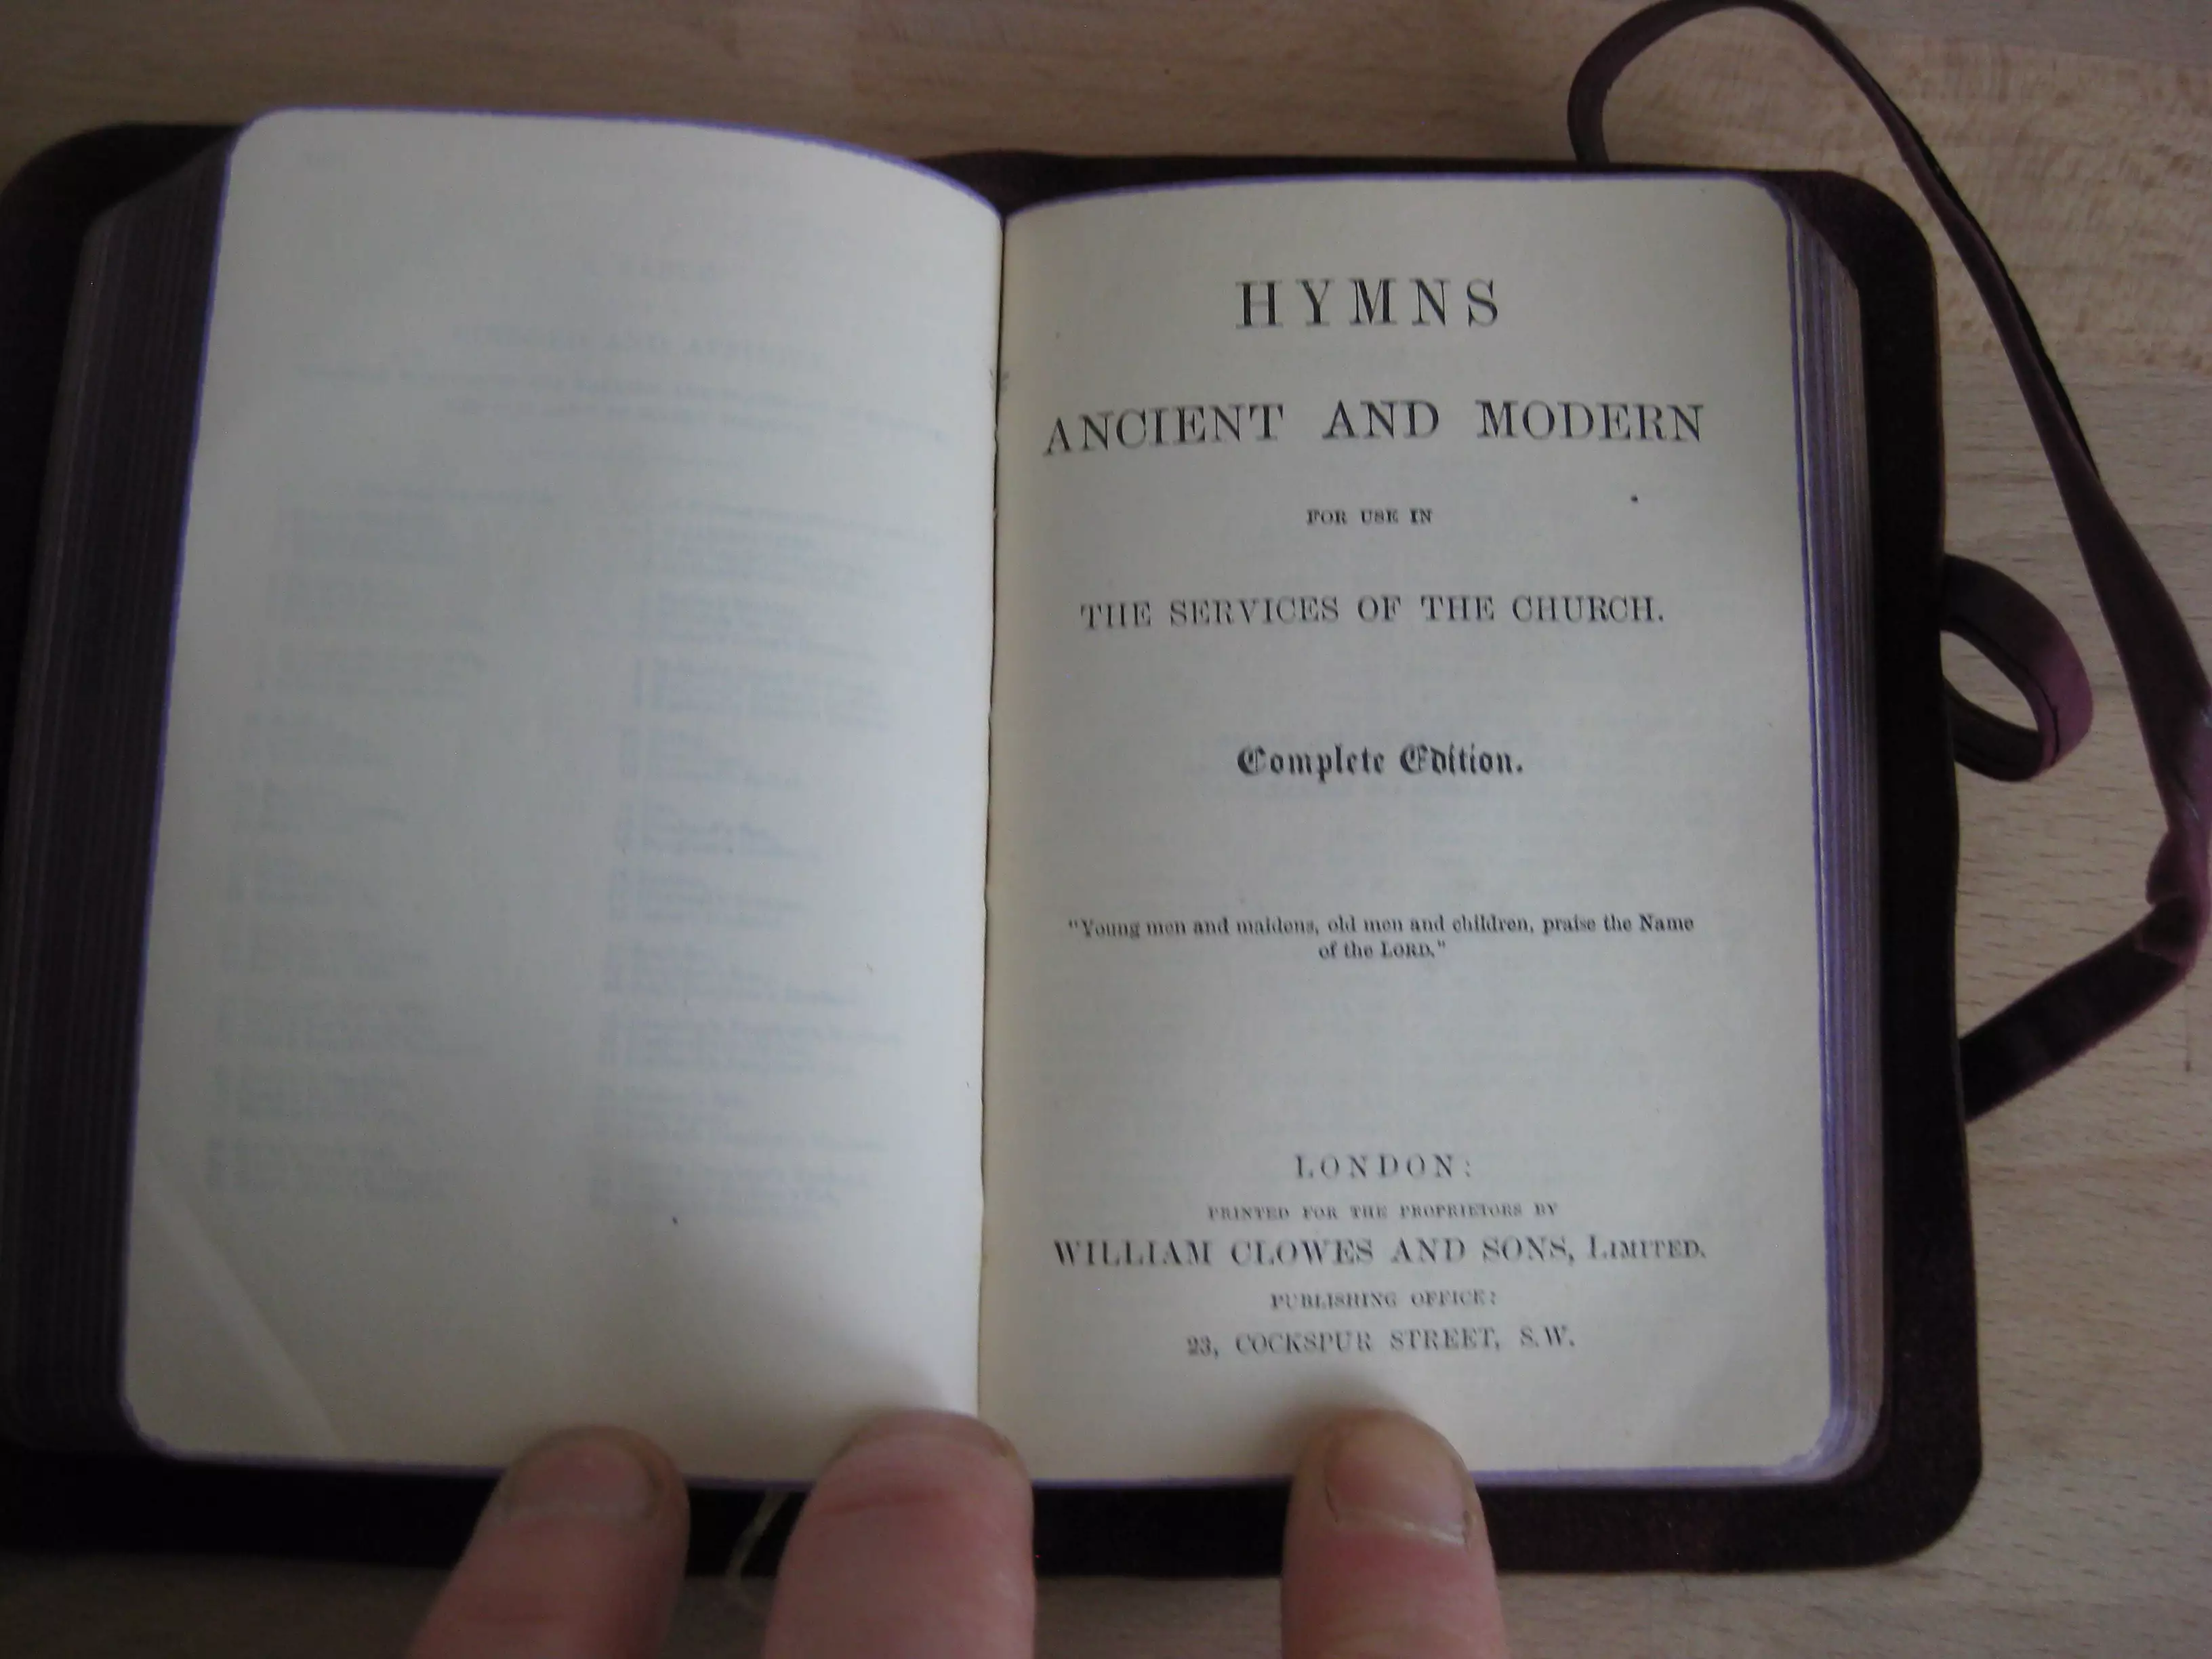 HYMNS
ANCIENT AND MODERN
FOR USE IN
THE SERVICES OF THE CHURCH.
Complete Edition.
"Young men and maidens, old men and children, praise the Name
of the LORD."
LONDON:
PRINTED FOR THE PROPRIETORS BY
WILLIAM CLOWES AND SONS, LIMITED.
PUBLISHING OFFICE:
23, COCKSPUR STREET, S.W.